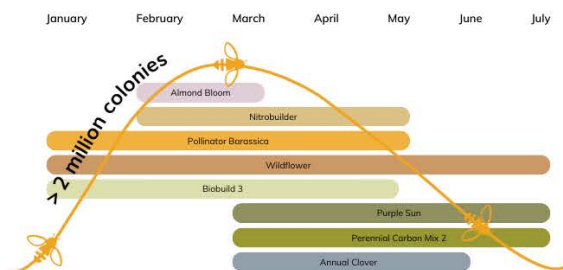 January February March April May June July
> 2 million colonies
Almond Bloom
Nitrobuilder
Pollinator Barassica
Wildflower
Biobuild 3
Purple Sun
Perennial Carbon Mix 2
Annual Clover